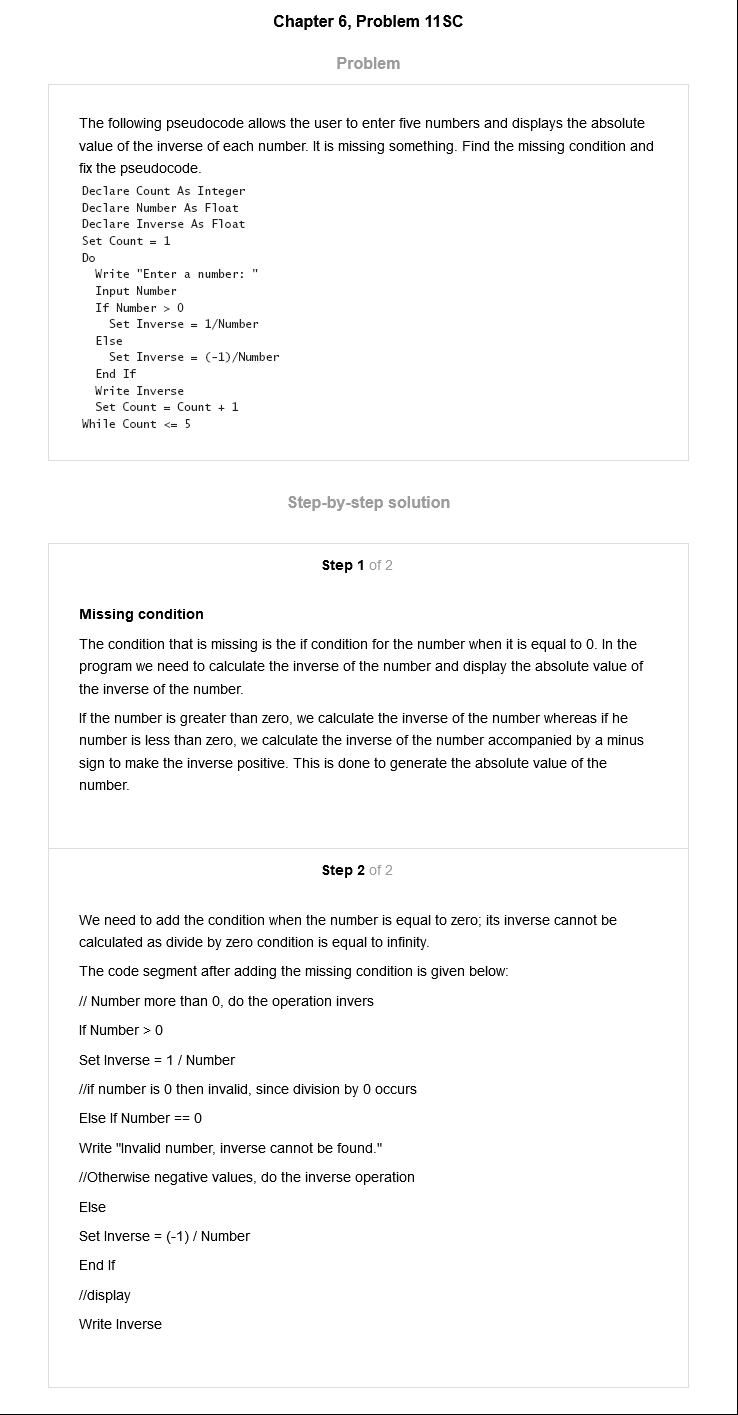 Chapter 6, Problem 11SC
Problem
The following pseudocode allows the user to enter five numbers and displays the absolute
value of the inverse of each number. It is missing something. Find the missing condition and
fix the pseudocode.
Declare Count As Integer
Declare Number As Float
Declare Inverse As Float
Set Count = 1
Do
  Write "Enter a number: "
  Input Number
  If Number > 0
    Set Inverse = 1/Number
  Else
    Set Inverse = (-1)/Number
  End If
  Write Inverse
  Set Count = Count + 1
While Count <= 5
Step-by-step solution
Step 1 of 2
Missing condition
The condition that is missing is the if condition for the number when it is equal to 0. In the
program we need to calculate the inverse of the number and display the absolute value of
the inverse of the number.
If the number is greater than zero, we calculate the inverse of the number whereas if he
number is less than zero, we calculate the inverse of the number accompanied by a minus
sign to make the inverse positive. This is done to generate the absolute value of the
number.
Step 2 of 2
We need to add the condition when the number is equal to zero; its inverse cannot be
calculated as divide by zero condition is equal to infinity.
The code segment after adding the missing condition is given below:
// Number more than 0, do the operation invers
If Number > 0
Set Inverse = 1 / Number
//if number is 0 then invalid, since division by 0 occurs
Else If Number == 0
Write "Invalid number, inverse cannot be found."
//Otherwise negative values, do the inverse operation
Else
Set Inverse = (-1) / Number
End If
//display
Write Inverse